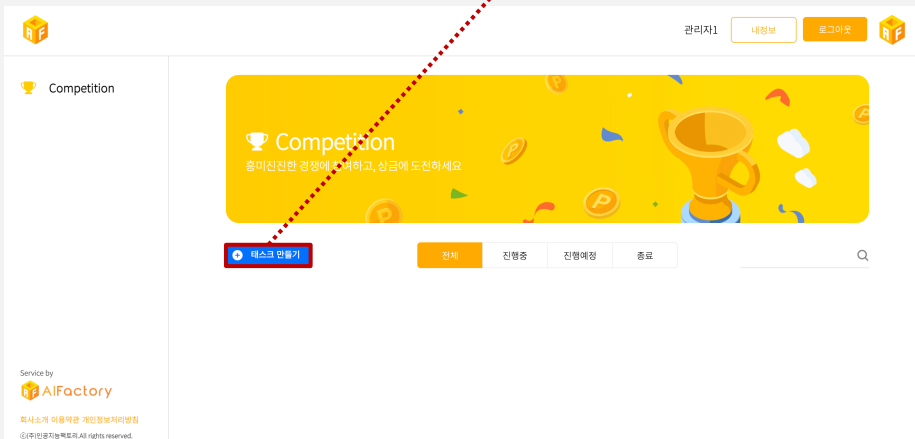 관리자1 내정보 로그아웃
Competition
Competition
흥미진진한 경쟁에 참여하고, 상금에 도전하세요
태스크 만들기 전체 진행중 진행예정 종료
Service by
AIFactory
회사소개 이용약관 개인정보처리방침
ⓒ(주)인공지능팩토리.All rights reserved.